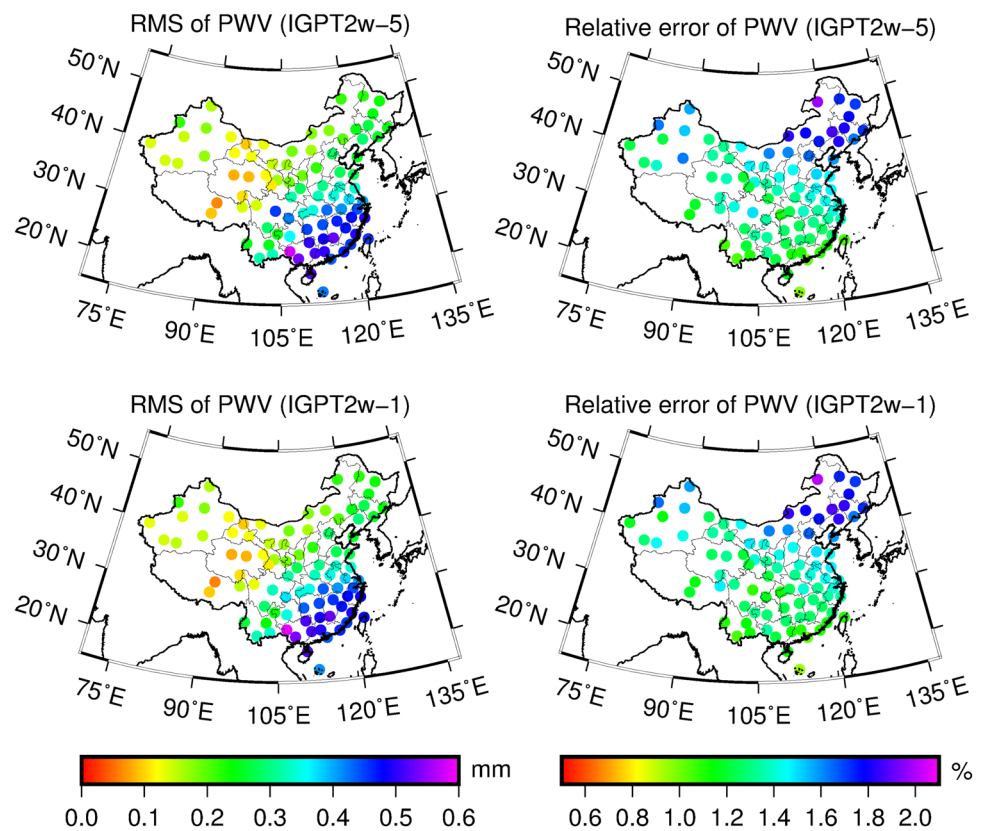 RMS of PWV (IGPT2w−5)
50°N
40°N
30°N
20°N
75°E
90°E
105°E
120°E
135°E
Relative error of PWV (IGPT2w−5)
50°N
40°N
30°N
20°N
75°E
90°E
105°E
120°E
135°E
RMS of PWV (IGPT2w−1)
50°N
40°N
30°N
20°N
75°E
90°E
105°E
120°E
135°E
Relative error of PWV (IGPT2w−1)
50°N
40°N
30°N
20°N
75°E
90°E
105°E
120°E
135°E
mm
0.0 0.1 0.2 0.3 0.4 0.5 0.6
%
0.6 0.8 1.0 1.2 1.4 1.6 1.8 2.0